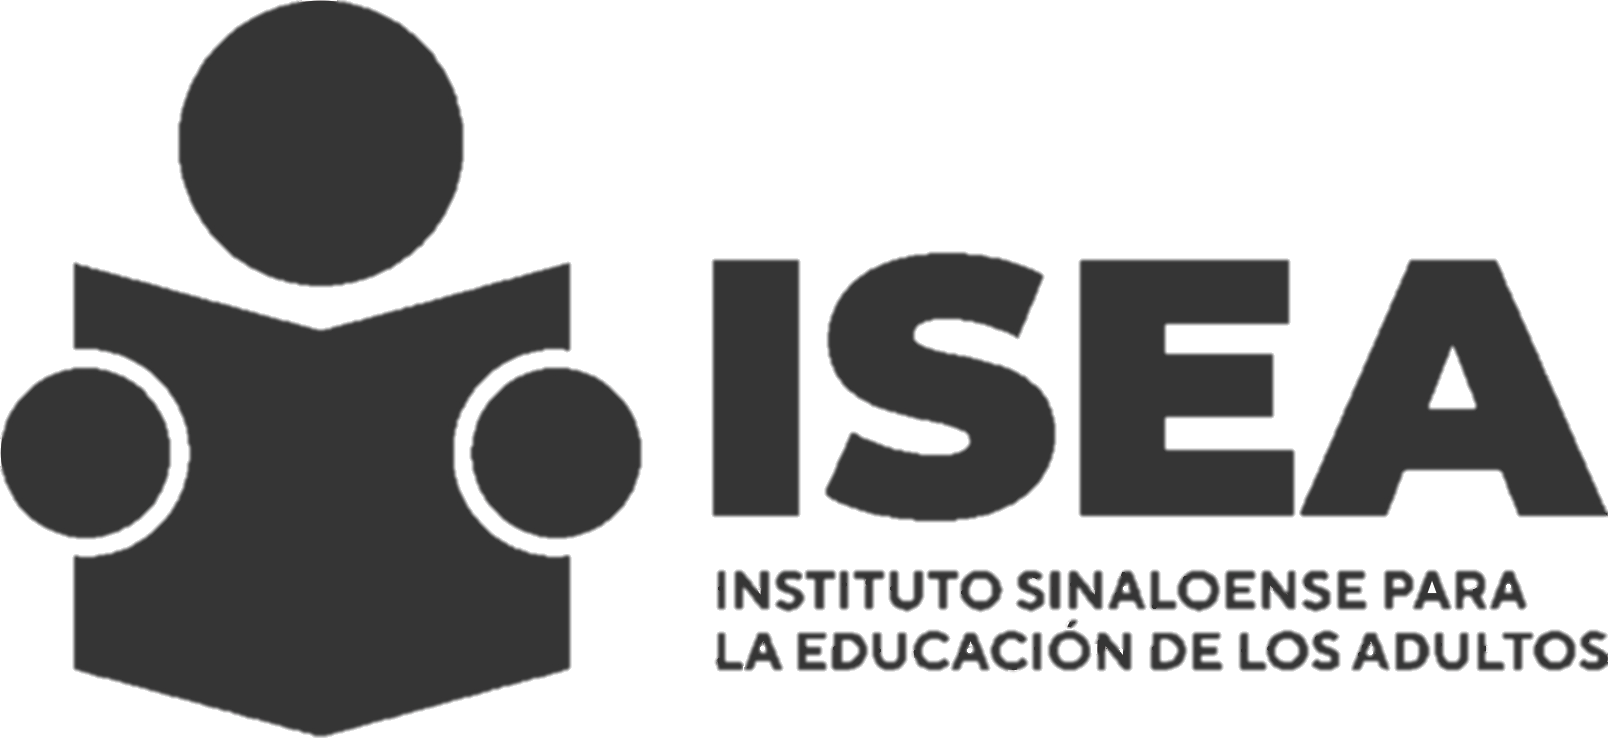 ISEA
INSTITUTO SINALOENSE PARA
LA EDUCACIÓN DE LOS ADULTOS